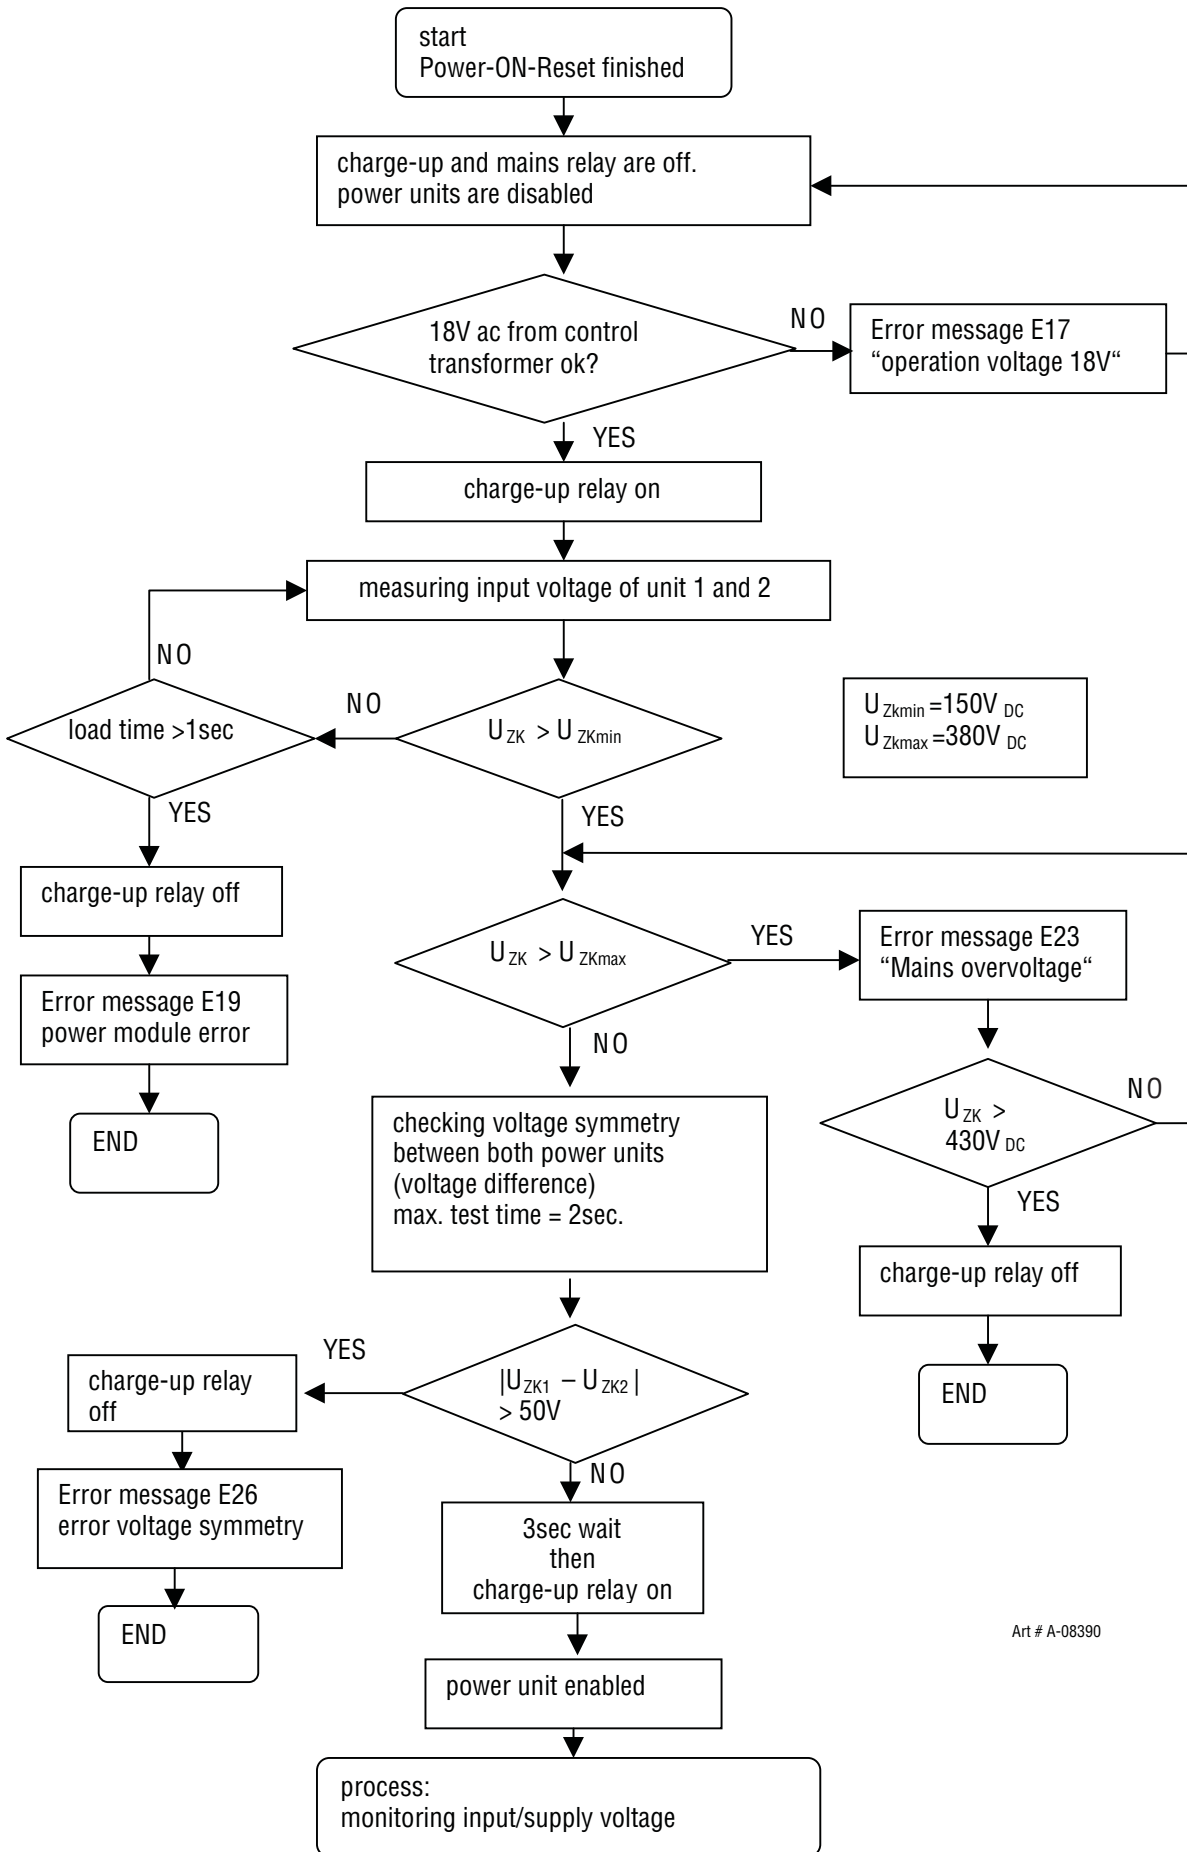 start
Power-ON-Reset finished
charge-up and mains relay are off.
power units are disabled
18V ac from control
transformer ok?
NO
Error message E17
“operation voltage 18V“
YES
charge-up relay on
measuring input voltage of unit 1 and 2
NO
load time >1sec
NO
U ZK > U ZKmin
U Zkmin =150V DC
U Zkmax =380V DC
YES
YES
charge-up relay off
U ZK > U ZKmax
YES
Error message E23
“Mains overvoltage“
Error message E19
power module error
NO
END
checking voltage symmetry
between both power units
(voltage difference)
max. test time = 2sec.
U ZK >
430V DC
NO
YES
charge-up relay off
YES
charge-up relay
off
|U ZK1 – U ZK2 |
> 50V
END
NO
Error message E26
error voltage symmetry
3sec wait
then
charge-up relay on
END
Art # A-08390
power unit enabled
process:
monitoring input/supply voltage